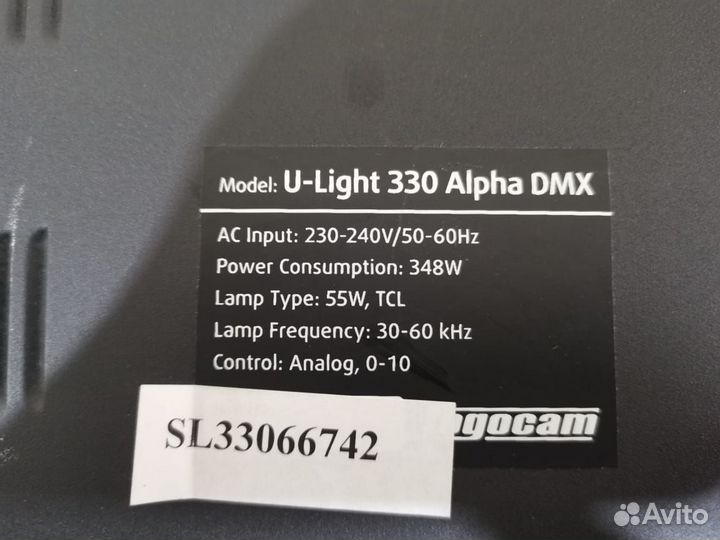 Model: U-Light 330 Alpha DMX
AC Input: 230-240V/50-60Hz
Power Consumption: 348W
Lamp Type: 55W, TCL
Lamp Frequency: 30-60 kHz
Control: Analog, 0-10
ogocam
SL33066742
Avito